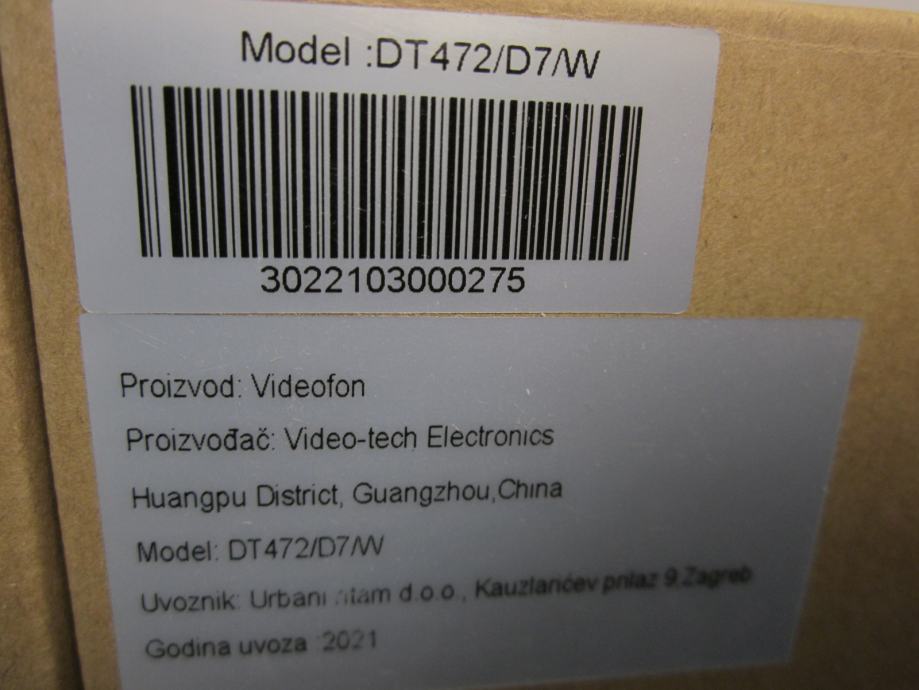 Model :DT472/D7/W
3022103000275
Proizvod: Videofon
Proizvođač: Video-tech Electronics
Huangpu District, Guangzhou,China
Model: DT472/D7/W
Uvoznik: Urbani d.o.o., Kauzlarićev prilaz 9,Zagreb
Godina uvoza :2021